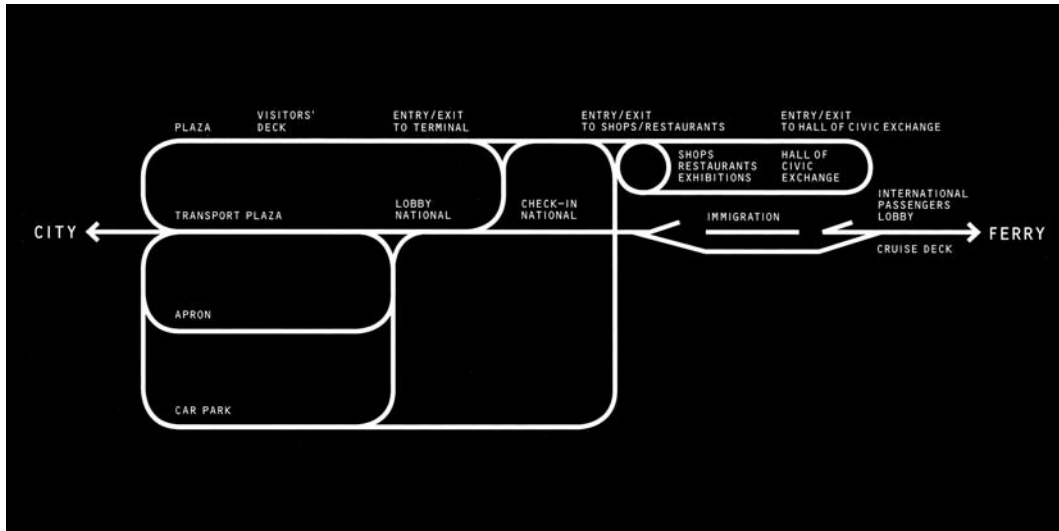 VISITORS'
PLAZA DECK
ENTRY/EXIT
TO TERMINAL
ENTRY/EXIT
TO SHOPS/RESTAURANTS
ENTRY/EXIT
TO HALL OF CIVIC EXCHANGE
SHOPS
RESTAURANTS
EXHIBITIONS
HALL OF
CIVIC
EXCHANGE
TRANSPORT PLAZA
LOBBY
NATIONAL
CHECK-IN
NATIONAL
IMMIGRATION
INTERNATIONAL
PASSENGERS
LOBBY
CITY
FERRY
CRUISE DECK
APRON
CAR PARK